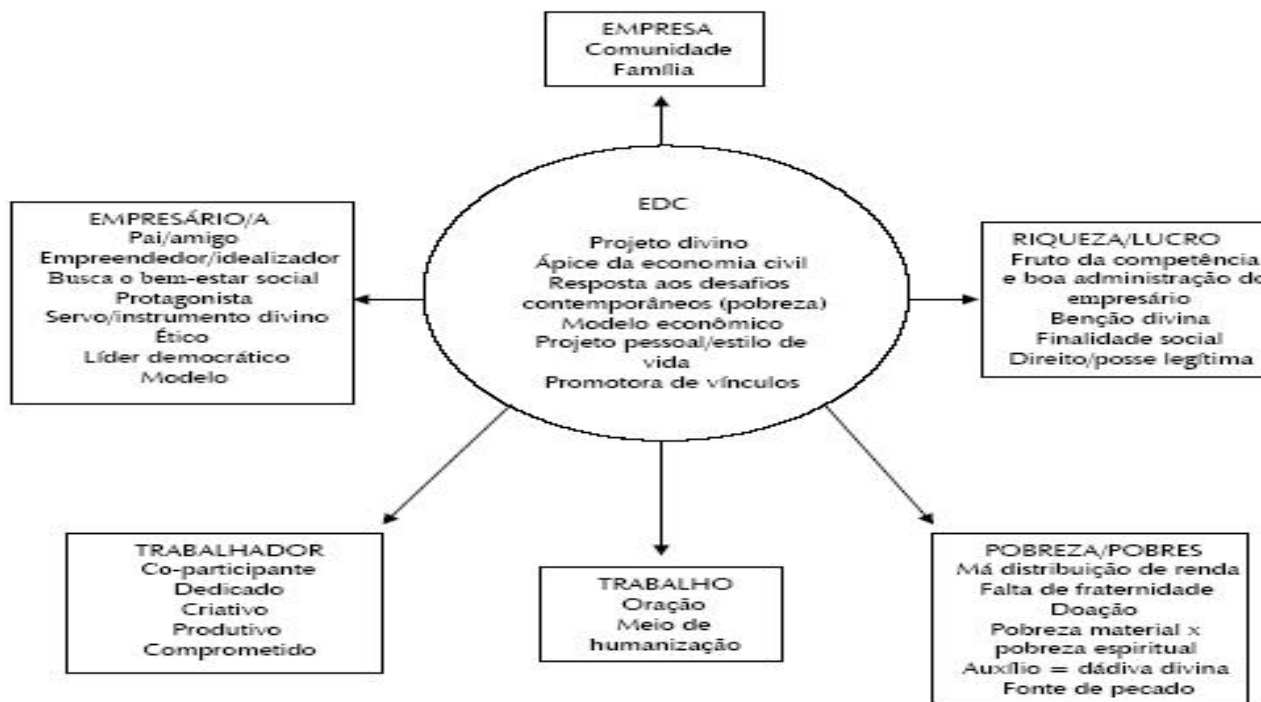 EMPRESA
Comunidade
Família
EDC
Projeto divino
Ápice da economia civil
Resposta aos desafios
contemporâneos (pobreza)
Modelo econômico
Projeto pessoal/estilo de
vida
Promotora de vínculos
EMPRESÁRIO/A
Pai/amigo
Empreendedor/idealizador
Busca o bem-estar social
Protagonista
Servo/instrumento divino
Ético
Líder democrático
Modelo
RIQUEZA/LUCRO
Fruto da competência
e boa administração do
empresário
Benção divina
Finalidade social
Direito/posse legítima
TRABALHADOR
Co-participante
Dedicado
Criativo
Produtivo
Comprometido
TRABALHO
Oração
Meio de
humanização
POBREZA/POBRES
Má distribuição de renda
Falta de fraternidade
Doação
Pobreza material x
pobreza espiritual
Auxílio = dádiva divina
Fonte de pecado